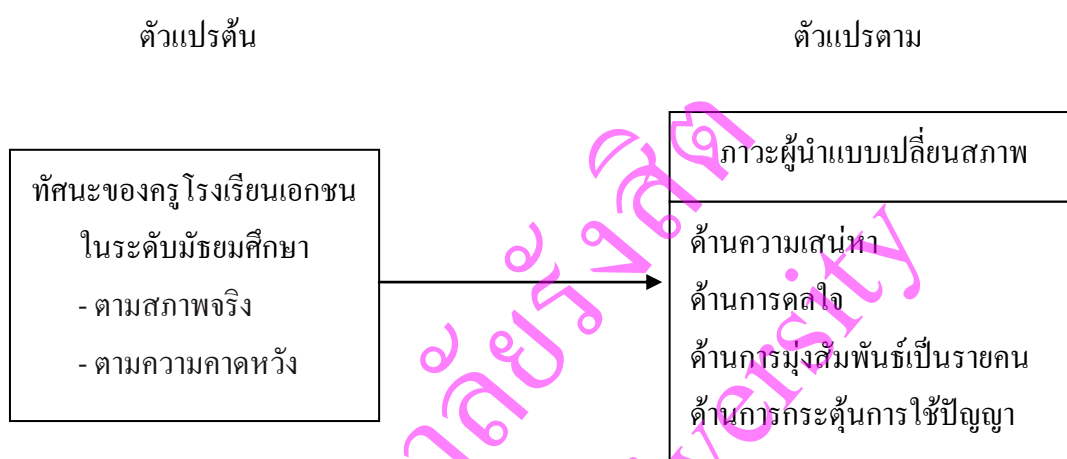 ตัวแปรต้น
ตัวแปรตาม
ทัศนะของครูโรงเรียนเอกชน
ในระดับมัธยมศึกษา
- ตามสภาพจริง
- ตามความคาดหวัง
ภาวะผู้นำแบบเปลี่ยนสภาพ
ด้านความเสน่หา
ด้านการดลใจ
ด้านการมุ่งสัมพันธ์เป็นรายคน
ด้านการกระตุ้นการใช้ปัญญา